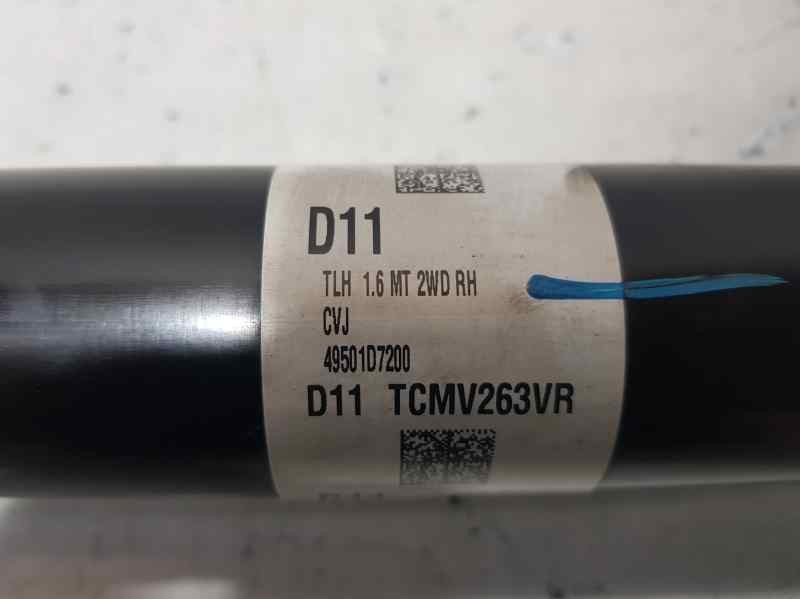 D11
TLH 1.6 MT 2WD RH
CVJ
49501D7200
D11 TCMV263VR